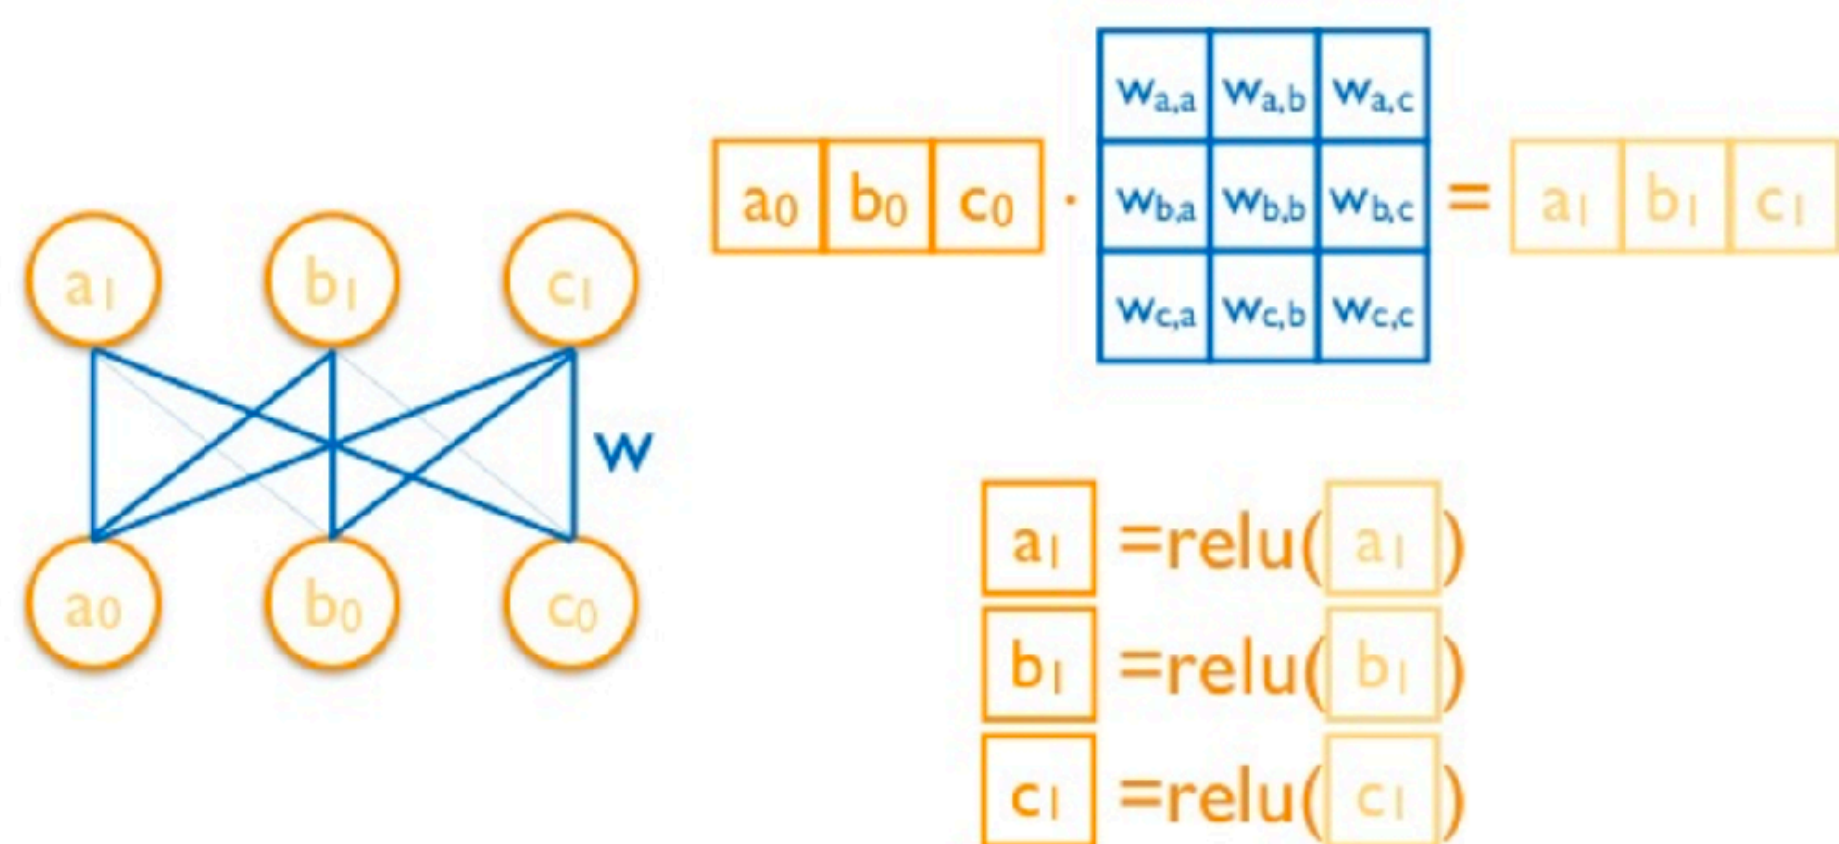 wa,a wa,b wa,c
a0 b0 c0 · wb,a wb,b wb,c = a1 b1 c1
wc,a wc,b wc,c
a1 b1 c1
w
a0 b0 c0
a1 =relu( a1 )
b1 =relu( b1 )
c1 =relu( c1 )